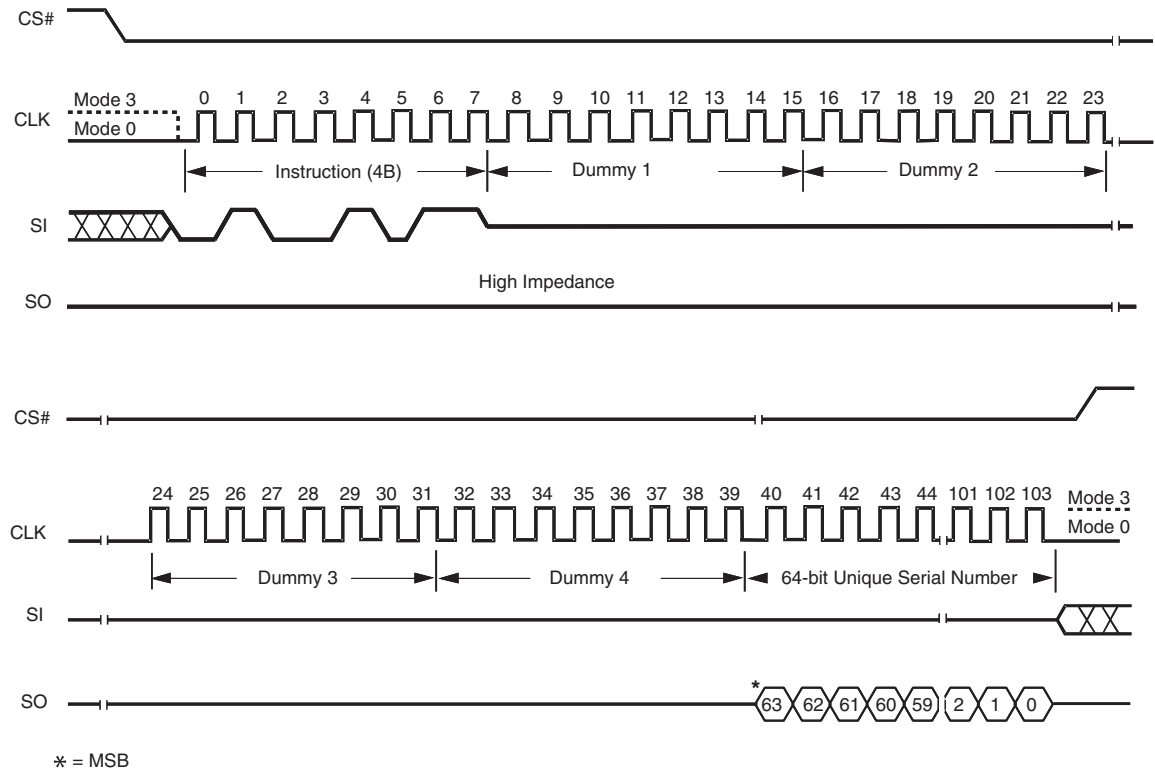 CS#
CLK
Mode 3
Mode 0
0 1 2 3 4 5 6 7 8 9 10 11 12 13 14 15 16 17 18 19 20 21 22 23
Instruction (4B) Dummy 1 Dummy 2
SI
High Impedance
SO
CS#
24 25 26 27 28 29 30 31 32 33 34 35 36 37 38 39 40 41 42 43 44 101 102 103
Mode 3
Mode 0
CLK
Dummy 3 Dummy 4 64-bit Unique Serial Number
SI
SO
* 63 62 61 60 59 2 1 0
* = MSB